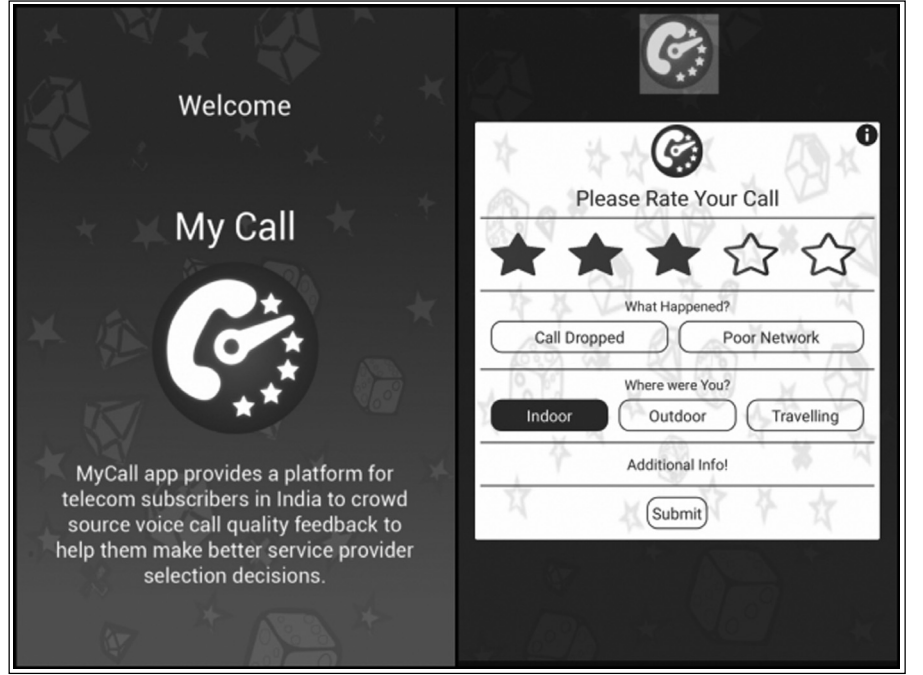 Welcome
My Call
MyCall app provides a platform for
telecom subscribers in India to crowd
source voice call quality feedback to
help them make better service provider
selection decisions.
i
Please Rate Your Call
What Happened?
Call Dropped
Poor Network
Where were You?
Indoor
Outdoor
Travelling
Additional Info!
Submit